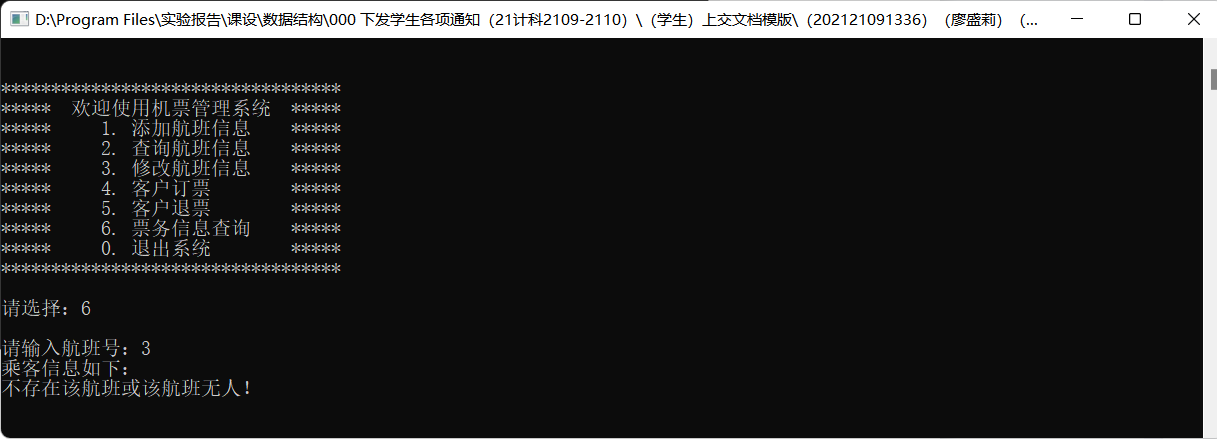 D:\Program Files\实验报告\课设\数据结构\000 下发学生各项通知（21计科2109-2110）\（学生）上交文档模版\（202121091336）（廖盛莉）（...
**********************************
*****  欢迎使用机票管理系统  *****
*****     1. 添加航班信息    *****
*****     2. 查询航班信息    *****
*****     3. 修改航班信息    *****
*****     4. 客户订票        *****
*****     5. 客户退票        *****
*****     6. 票务信息查询    *****
*****     0. 退出系统        *****
**********************************
请选择：6
请输入航班号：3
乘客信息如下：
不存在该航班或该航班无人！